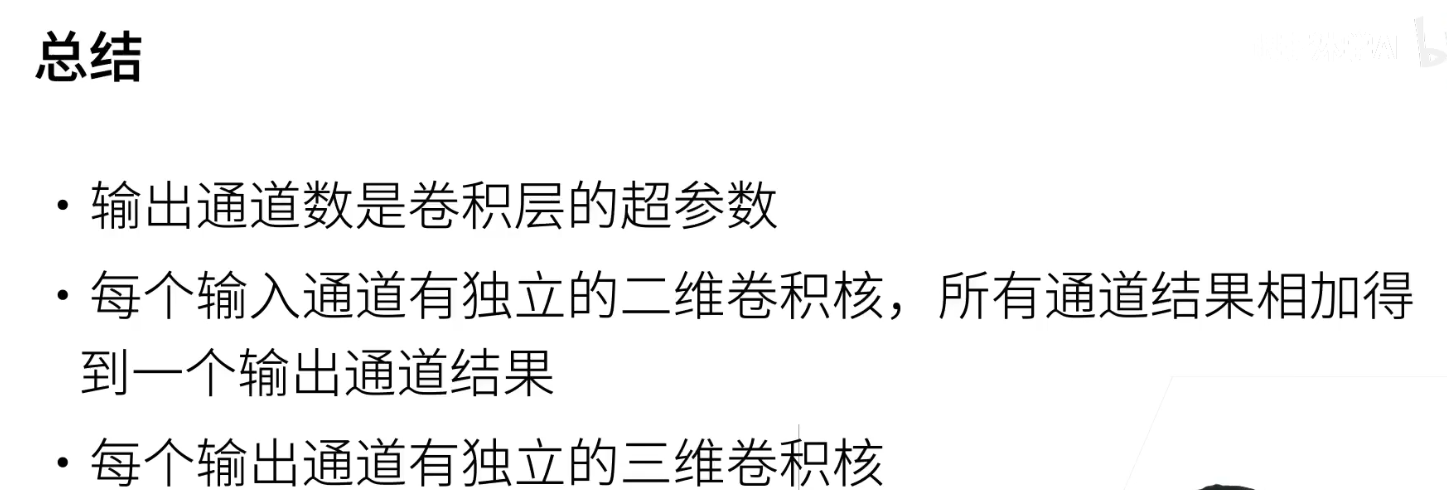 总结
・输出通道数是卷积层的超参数
・每个输入通道有独立的二维卷积核，所有通道结果相加得
到一个输出通道结果
・每个输出通道有独立的三维卷积核